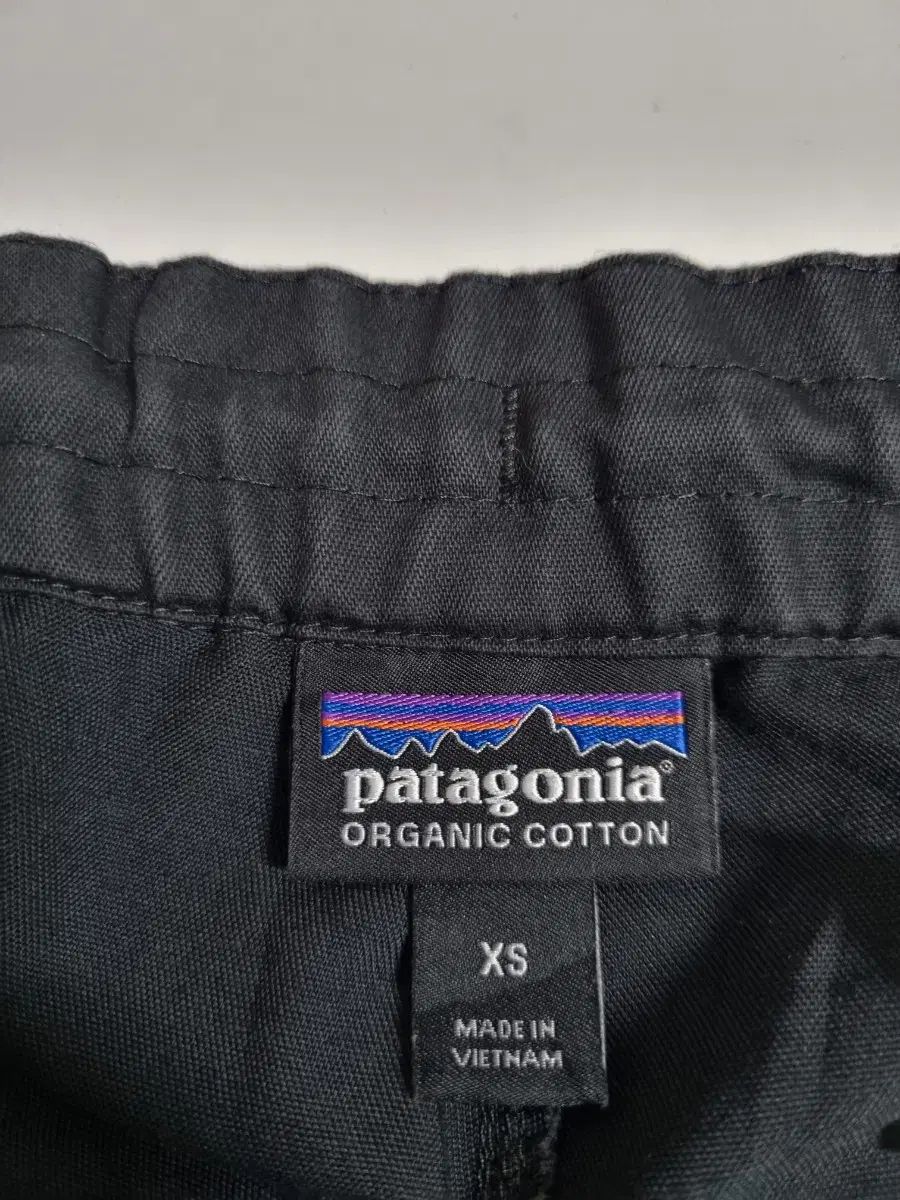 patagonia®
ORGANIC COTTON
XS
MADE IN
VIETNAM